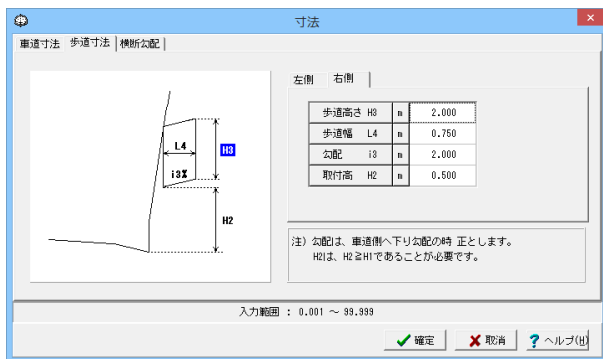 寸法
車道寸法 歩道寸法 横断勾配
左側 右側
歩道高さ H3 m 2.000
歩道幅 L4 m 0.750
勾配 i3 m 2.000
取付高 H2 m 0.500
L4
H3
i3%
H2
注) 勾配は、車道側へ下り勾配の時 正とします。
H2は、H2≧H1であることが必要です。
入力範囲 : 0.001 ～ 99.999
確定 取消 ヘルプ(H)